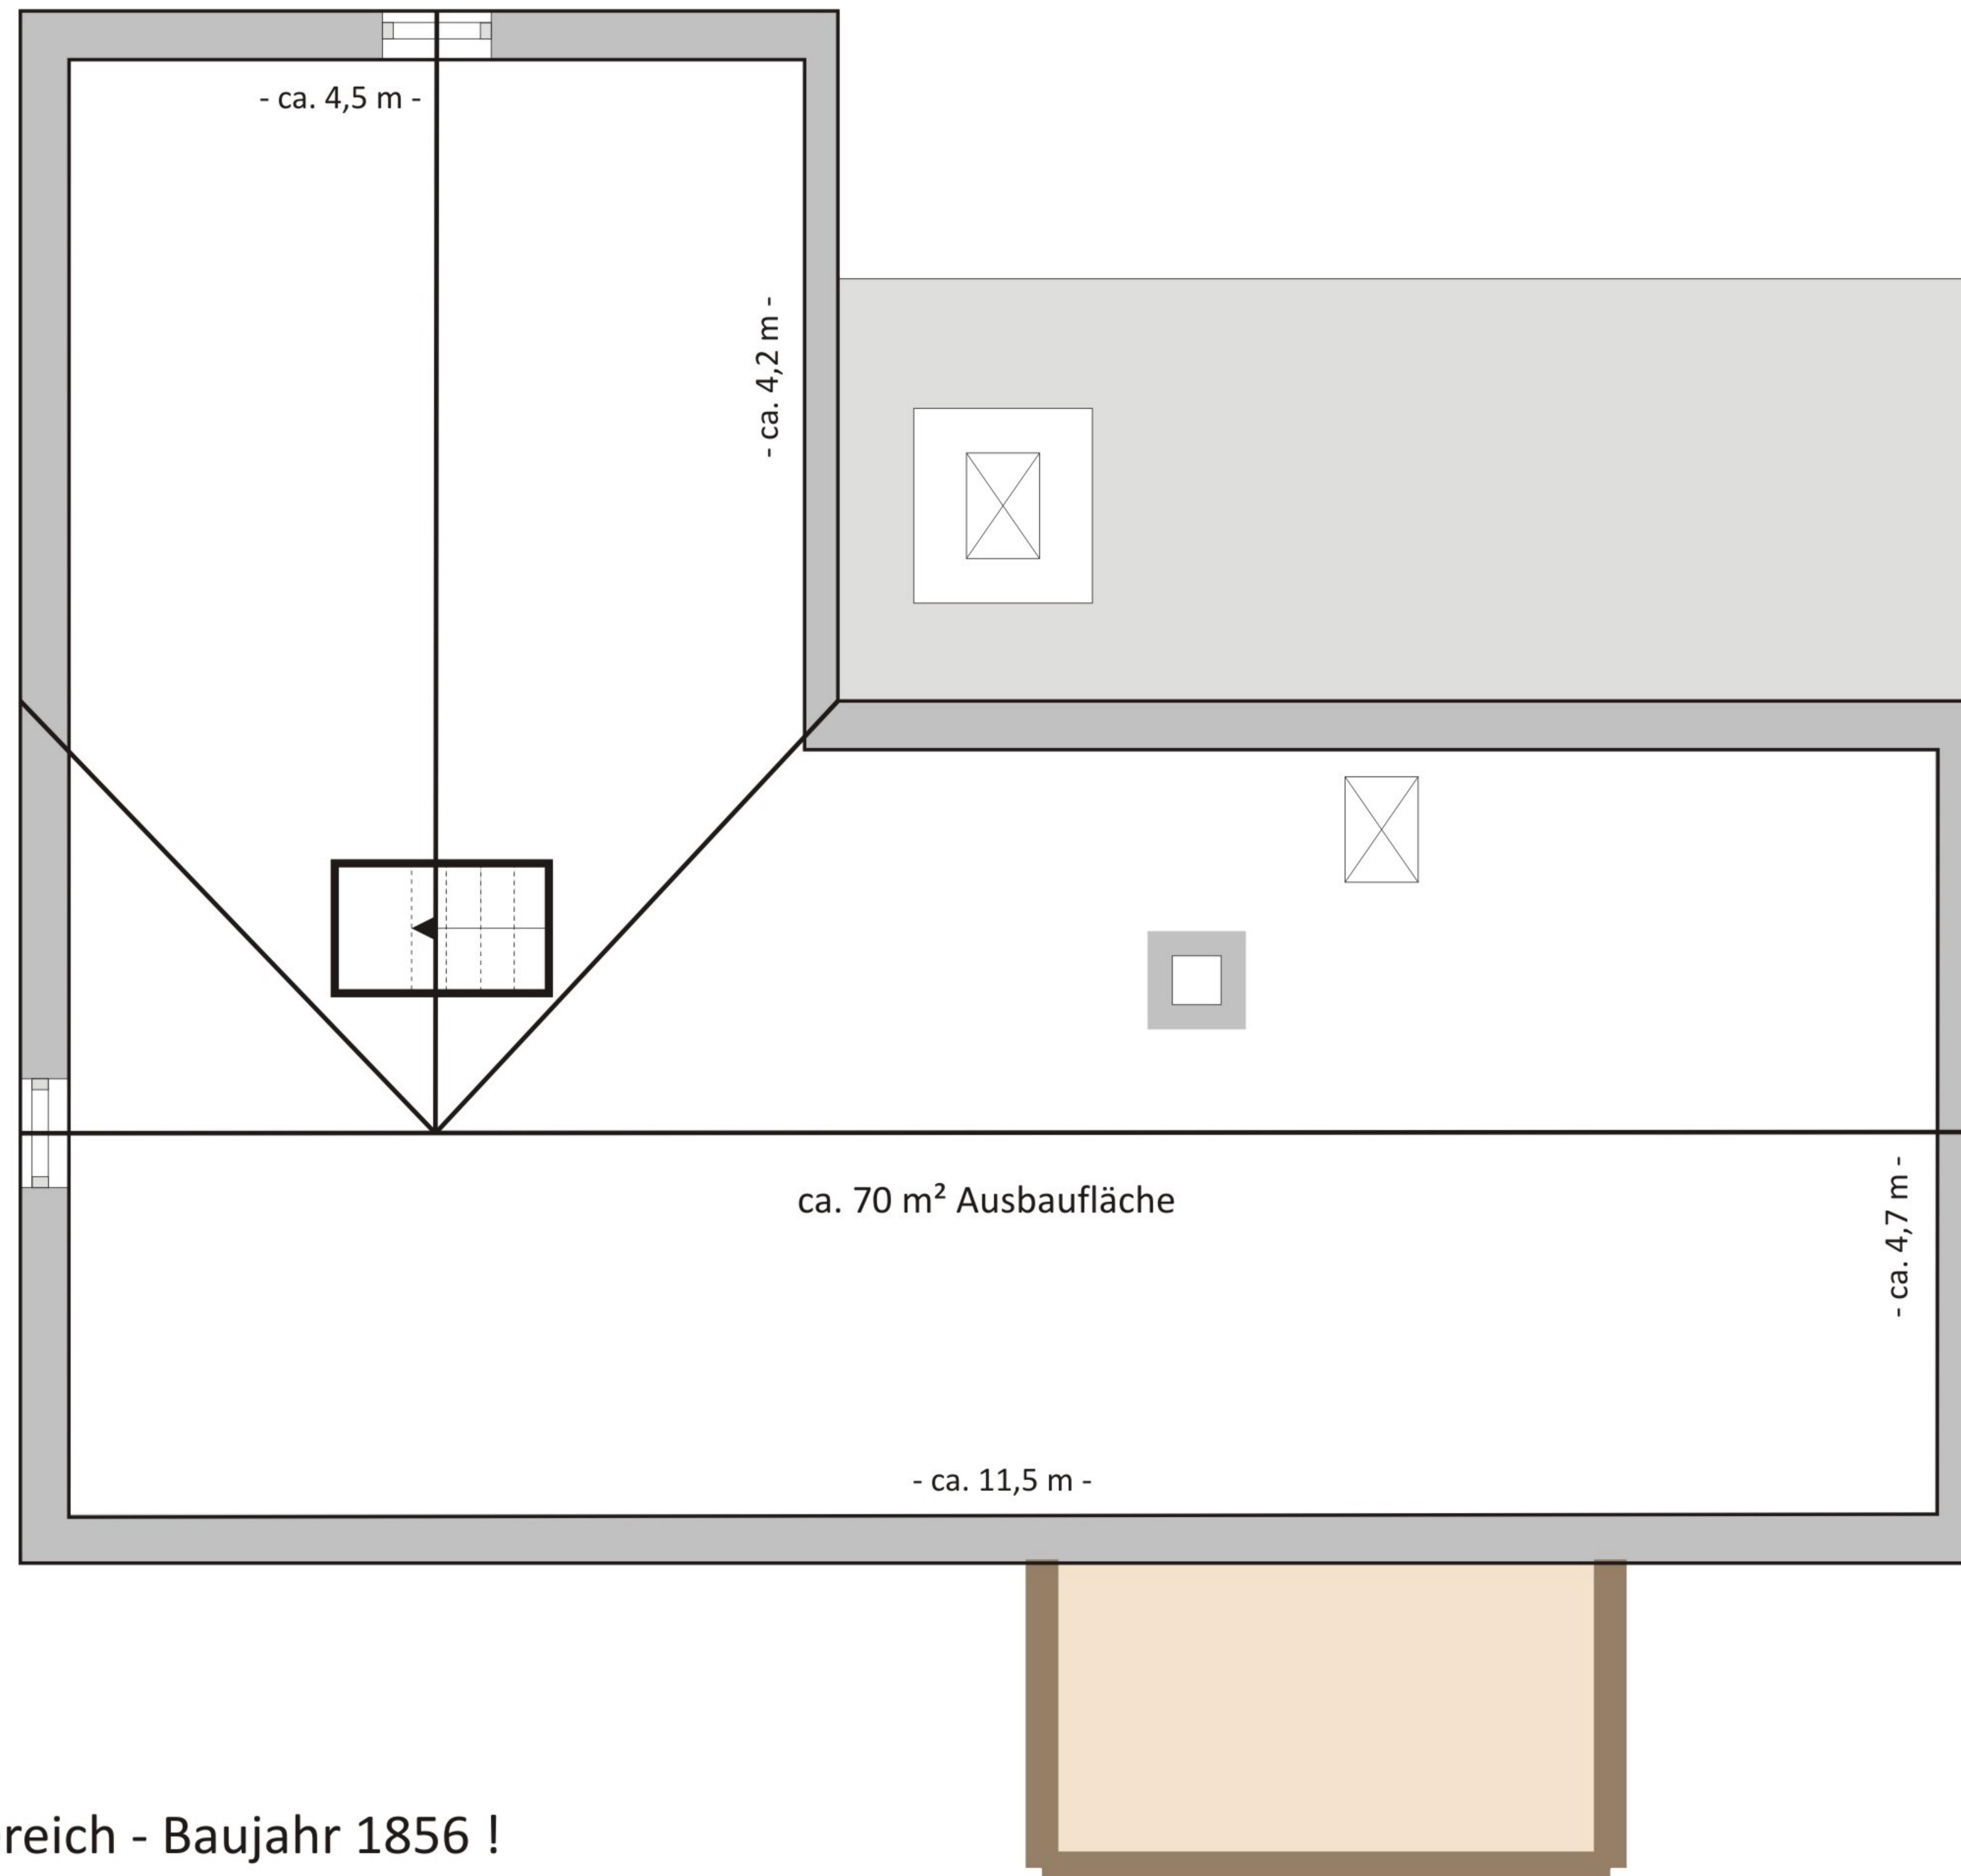 - ca. 4,5 m -
- ca. 4,2 m -
ca. 70 m² Ausbaufläche
- ca. 4,7 m -
- ca. 11,5 m -
reich - Baujahr 1856 !